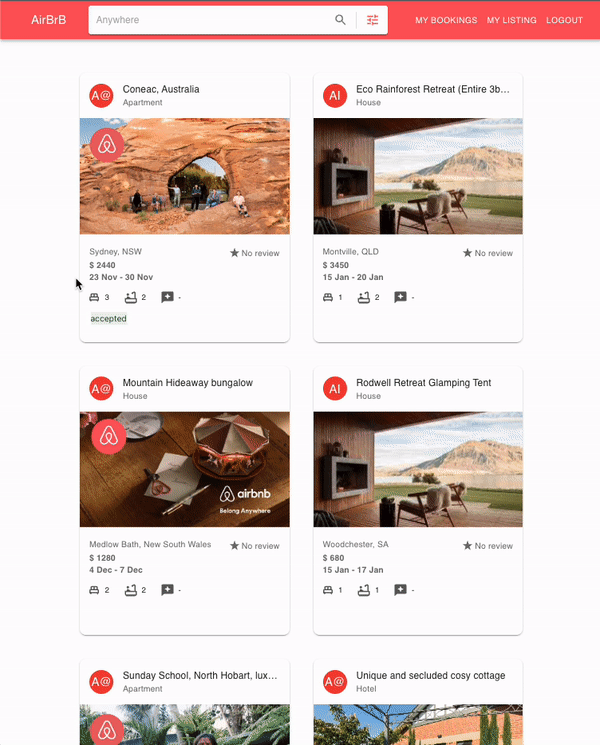 AirBrB
Anywhere
MY BOOKINGS
MY LISTING
LOGOUT
A@
Coneac, Australia
Apartment
Sydney, NSW
No review
$ 2440
23 Nov - 30 Nov
3
2
-
accepted
AI
Eco Rainforest Retreat (Entire 3b...
House
Montville, QLD
No review
$ 3450
15 Jan - 20 Jan
1
2
-
A@
Mountain Hideaway bungalow
House
airbnb
Belong Anywhere
Medlow Bath, New South Wales
No review
$ 1280
4 Dec - 7 Dec
2
2
-
AI
Rodwell Retreat Glamping Tent
House
Woodchester, SA
No review
$ 680
15 Jan - 17 Jan
1
1
-
A@
Sunday School, North Hobart, lux...
Apartment
A@
Unique and secluded cosy cottage
Hotel